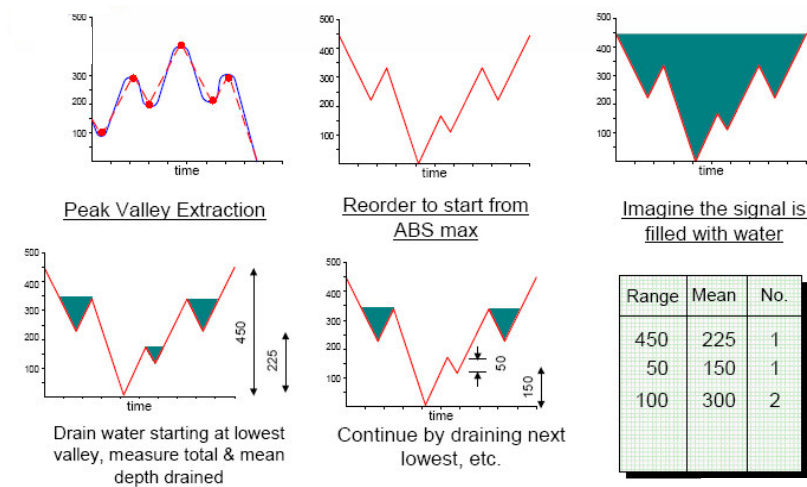 500
300
200
100
time
Peak Valley Extraction
500
400
300
200
100
time
Reorder to start from
ABS max
500
400
300
200
100
time
Imagine the signal is
filled with water
500
400
300
200
100
time
450
225
Drain water starting at lowest
valley, measure total & mean
depth drained
500
400
300
200
100
time
50
150
Continue by draining next
lowest, etc.
Range Mean No.
450 225 1
50 150 1
100 300 2